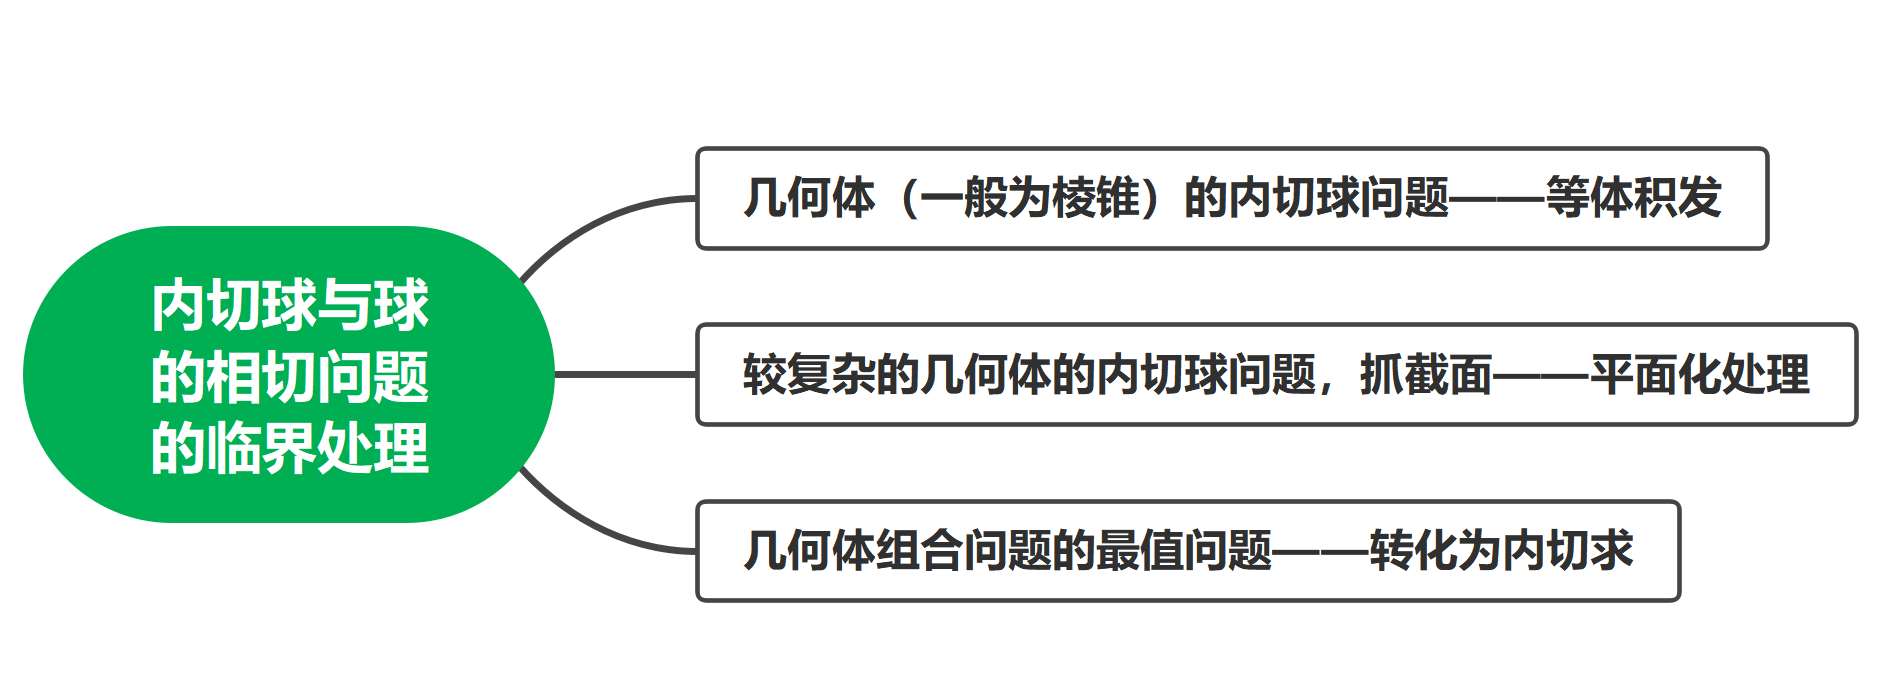 内切球与球
的相切问题
的临界处理
几何体（一般为棱锥）的内切球问题——等体积发
较复杂的几何体的内切球问题，抓截面——平面化处理
几何体组合问题的最值问题——转化为内切求